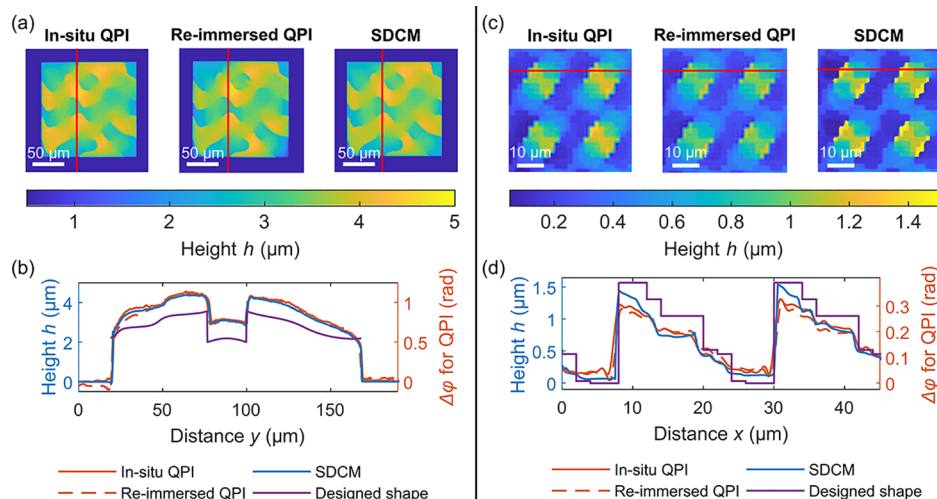 (a)
In-situ QPI Re-immersed QPI SDCM
50 µm 50 µm 50 µm
1 2 3 4 5
Height h (µm)
(b)
Height h (µm)
4
2
0
Δφ for QPI (rad)
1
0.5
0
0 50 100 150
Distance y (µm)
In-situ QPI SDCM
Re-immersed QPI Designed shape
(c)
In-situ QPI Re-immersed QPI SDCM
10 µm 10 µm 10 µm
0.2 0.4 0.6 0.8 1 1.2 1.4
Height h (µm)
(d)
Height h (µm)
1.5
1
0.5
0
Δφ for QPI (rad)
0.3
0.2
0.1
0
0 10 20 30 40
Distance x (µm)
In-situ QPI SDCM
Re-immersed QPI Designed shape